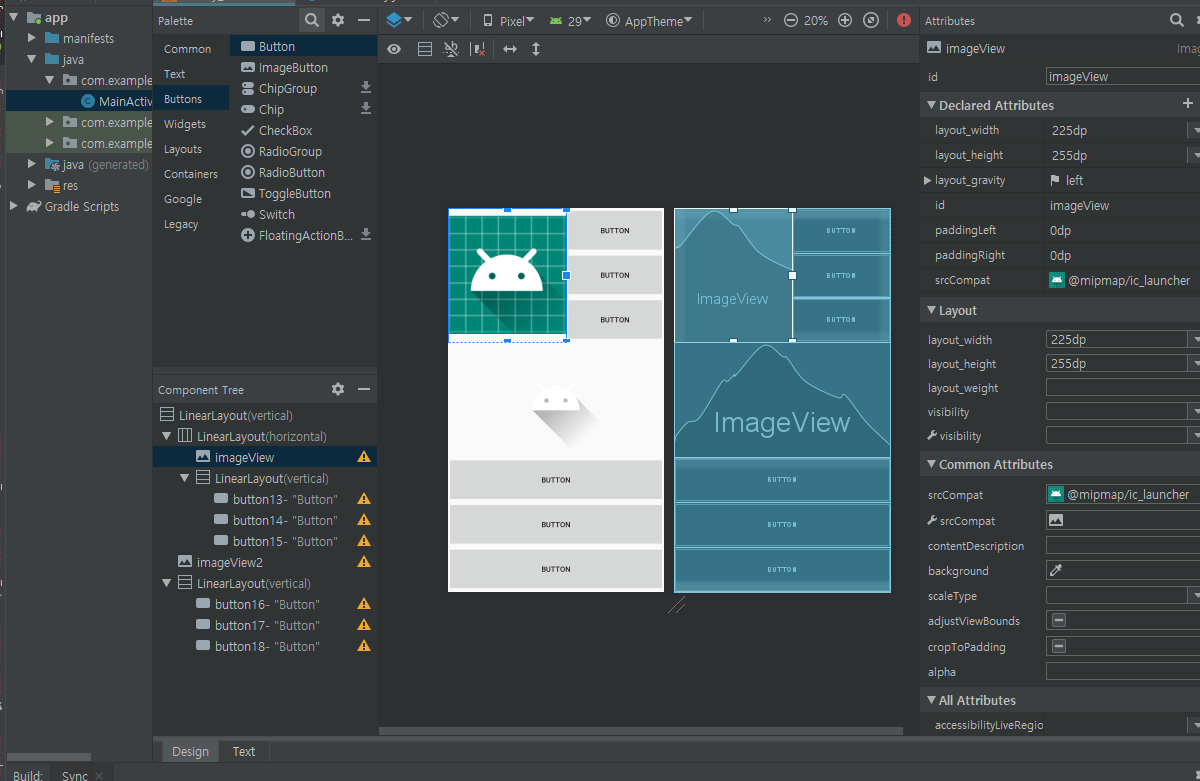 app
manifests
java
com.example
MainActiv
com.example
com.example
java (generated)
res
Gradle Scripts
Palette
Common
Text
Buttons
Widgets
Layouts
Containers
Google
Legacy
Button
ImageButton
ChipGroup
Chip
CheckBox
RadioGroup
RadioButton
ToggleButton
Switch
FloatingActionB...
Component Tree
LinearLayout(vertical)
LinearLayout(horizontal)
imageView
LinearLayout(vertical)
button13- "Button"
button14- "Button"
button15- "Button"
imageView2
LinearLayout(vertical)
button16- "Button"
button17- "Button"
button18- "Button"
Pixel
29
AppTheme
20%
BUTTON
BUTTON
BUTTON
BUTTON
BUTTON
BUTTON
BUTTON
BUTTON
ImageView
BUTTON
ImageView
BUTTON
BUTTON
BUTTON
Design
Text
Build:
Sync
Attributes
imageView
Imag
id
imageView
Declared Attributes
layout_width
225dp
layout_height
255dp
layout_gravity
left
id
imageView
paddingLeft
0dp
paddingRight
0dp
srcCompat
@mipmap/ic_launcher
Layout
layout_width
225dp
layout_height
255dp
layout_weight
visibility
visibility
Common Attributes
srcCompat
@mipmap/ic_launcher
srcCompat
contentDescription
background
scaleType
adjustViewBounds
cropToPadding
alpha
All Attributes
accessibilityLiveRegio